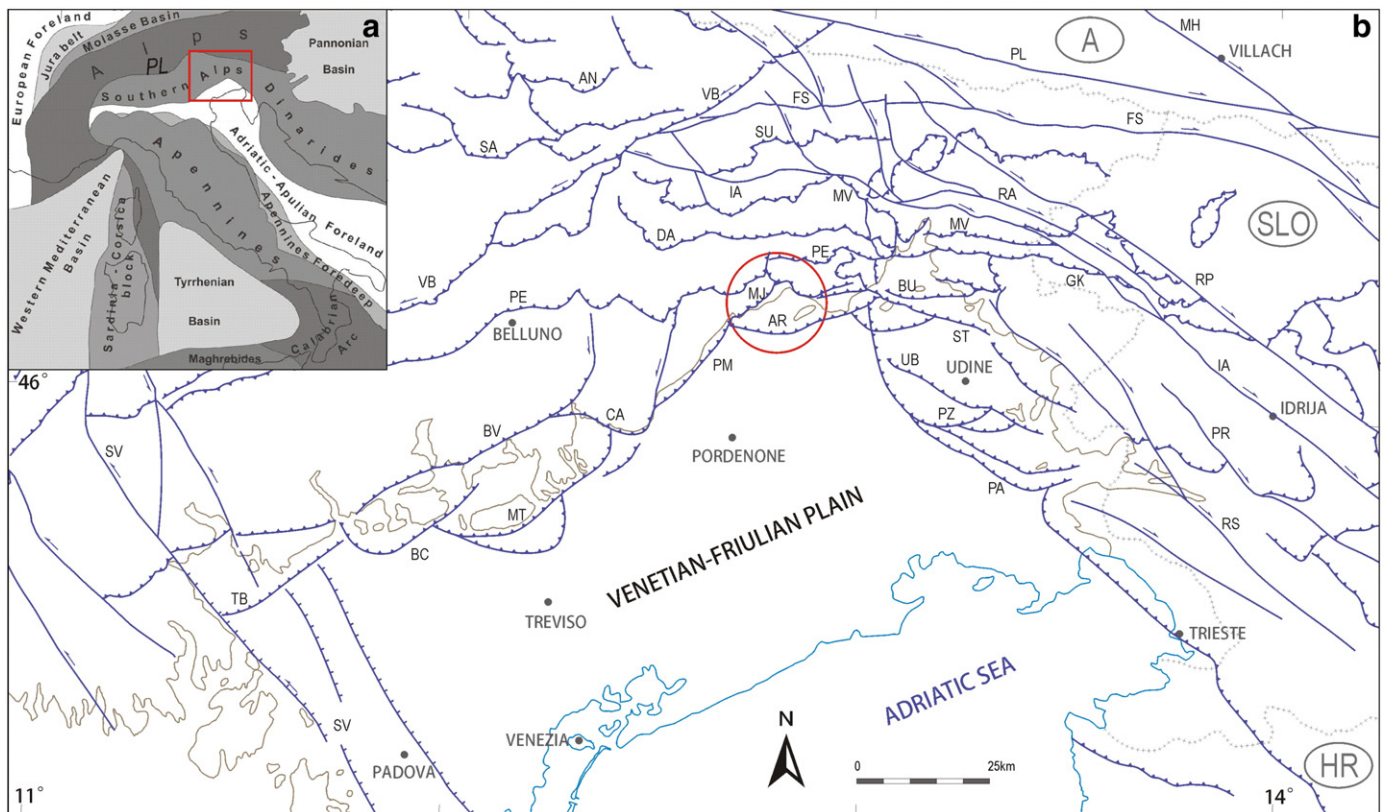 a
European Foreland
Jura belt
Molasse Basin
A l p s
PL
Southern Alps
Pannonian
Basin
Dinarides
Adriatic - Apulian Foreland
Apennines
Apennines Foredeep
Western Mediterranean
Basin
Sardinia - Corsica
block
Tyrrhenian
Basin
Calabrian
Arc
Maghrebides
b
A
MH
VILLACH
PL
AN
VB
FS
FS
SU
SA
IA
MV
RA
SLO
DA
MV
PE
VB
GK
RP
PE
MJ
BU
BELLUNO
AR
ST
46°
PM
UB
UDINE
IA
CA
PZ
IDRIJA
BV
SV
PORDENONE
PR
PA
MT
BC
RS
VENETIAN-FRIULIAN PLAIN
TB
TREVISO
TRIESTE
ADRIATIC SEA
SV
N
VENEZIA
PADOVA
0 25km
HR
11°
14°